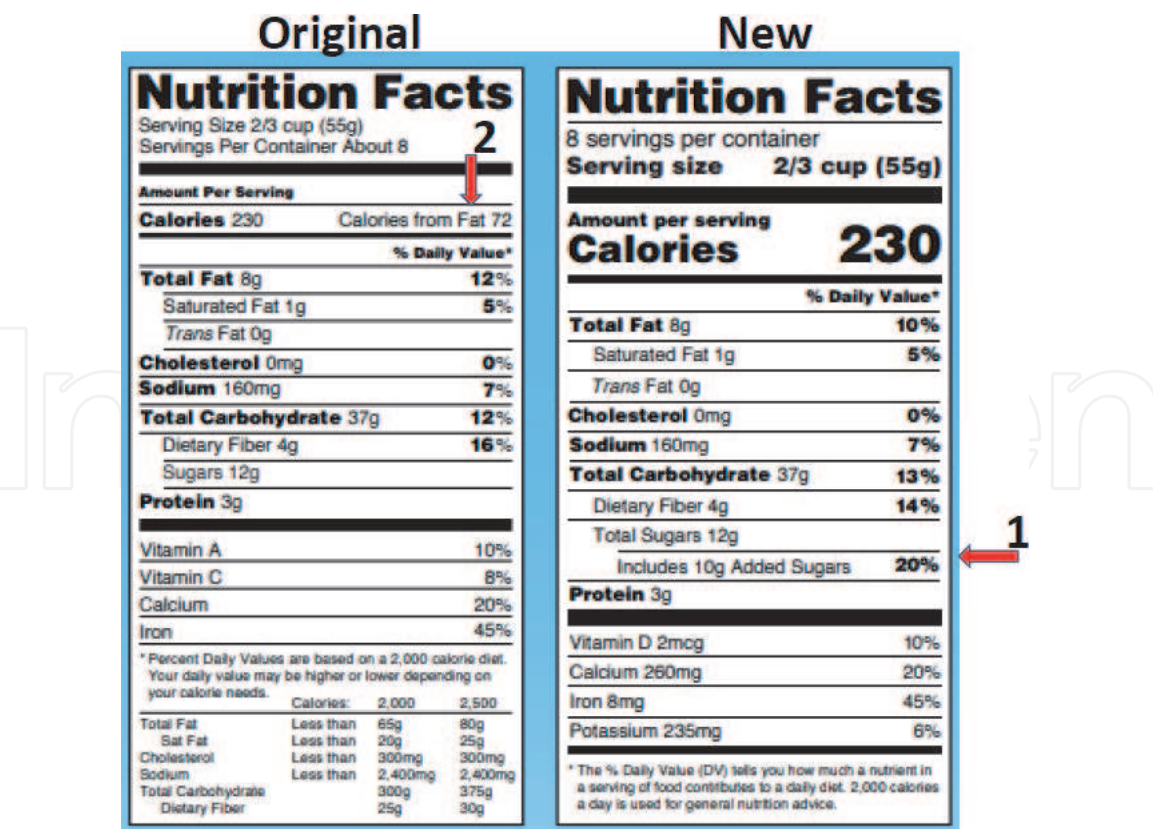 Original
Nutrition Facts
Serving Size 2/3 cup (55g)
Servings Per Container About 8
2
Amount Per Serving
Calories 230 Calories from Fat 72
% Daily Value*
Total Fat 8g 12%
Saturated Fat 1g 5%
Trans Fat 0g
Cholesterol 0mg 0%
Sodium 160mg 7%
Total Carbohydrate 37g 12%
Dietary Fiber 4g 16%
Sugars 12g
Protein 3g
Vitamin A 10%
Vitamin C 8%
Calcium 20%
Iron 45%
* Percent Daily Values are based on a 2,000 calorie diet.
Your daily value may be higher or lower depending on
your calorie needs.
Calories: 2,000 2,500
Total Fat Less than 65g 80g
Sat Fat Less than 20g 25g
Cholesterol Less than 300mg 300mg
Sodium Less than 2,400mg 2,400mg
Total Carbohydrate 300g 375g
Dietary Fiber 25g 30g
New
Nutrition Facts
8 servings per container
Serving size 2/3 cup (55g)
Amount per serving
Calories 230
% Daily Value*
Total Fat 8g 10%
Saturated Fat 1g 5%
Trans Fat 0g
Cholesterol 0mg 0%
Sodium 160mg 7%
Total Carbohydrate 37g 13%
Dietary Fiber 4g 14%
Total Sugars 12g
1
Includes 10g Added Sugars 20%
Protein 3g
Vitamin D 2mcg 10%
Calcium 260mg 20%
Iron 8mg 45%
Potassium 235mg 6%
* The % Daily Value (DV) tells you how much a nutrient in
a serving of food contributes to a daily diet. 2,000 calories
a day is used for general nutrition advice.